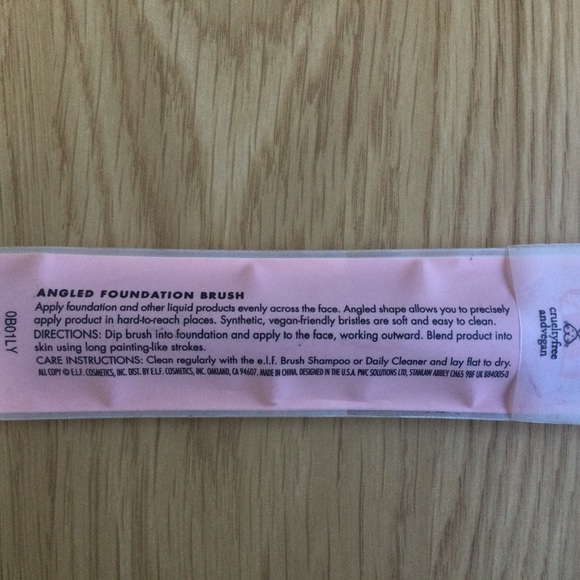 ANGLED FOUNDATION BRUSH
Apply foundation and other liquid products evenly across the face. Angled shape allows you to precisely
apply product in hard-to-reach places. Synthetic, vegan-friendly bristles are soft and easy to clean.
DIRECTIONS: Dip brush into foundation and apply to the face, working outward. Blend product into
skin using long painting-like strokes.
CARE INSTRUCTIONS: Clean regularly with the e.l.f. Brush Shampoo or Daily Cleaner and lay flat to dry.
ALL COPY © E.L.F. COSMETICS, INC. DIST. BY E.L.F. COSMETICS, INC. OAKLAND, CA 94607. MADE IN CHINA. DESIGNED IN THE U.S.A. PWC SOLUTIONS LTD, STANLAW ABBEY CH65 9BF UK 884005-3
0B01LY
crueltyfree
andvegan